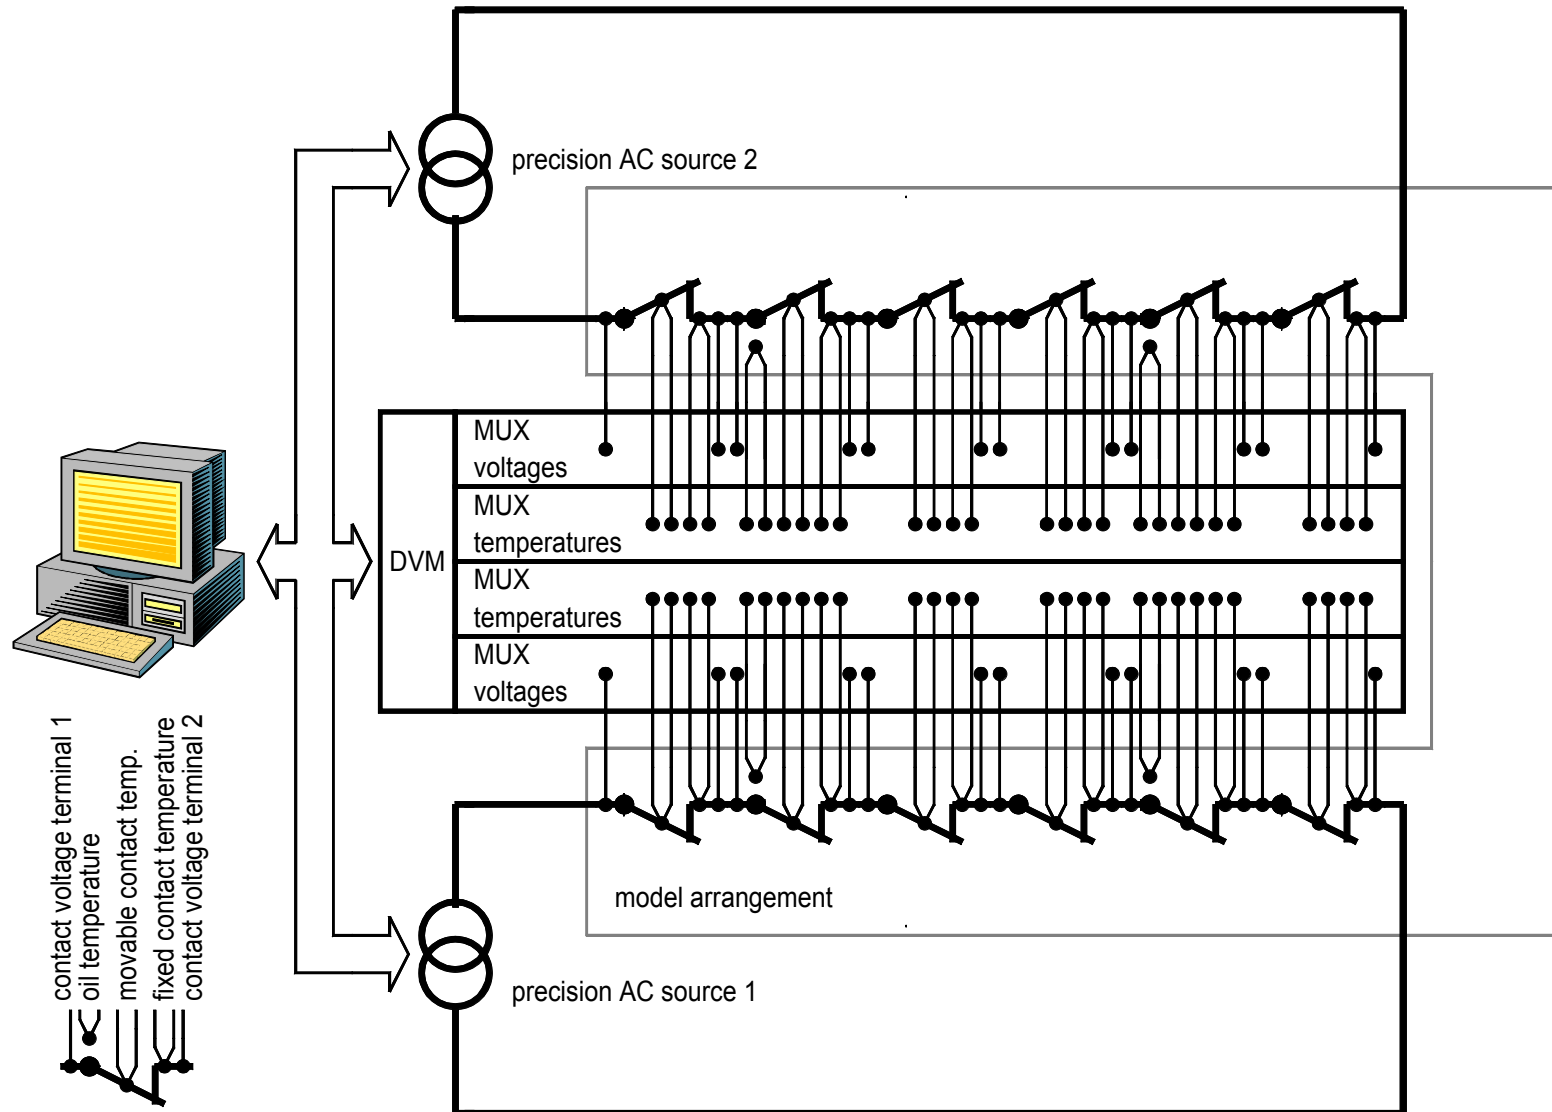 precision AC source 2
MUX
voltages
MUX
temperatures
DVM
MUX
temperatures
MUX
voltages
contact voltage terminal 1
oil temperature
movable contact temp.
fixed contact temperature
contact voltage terminal 2
model arrangement
precision AC source 1